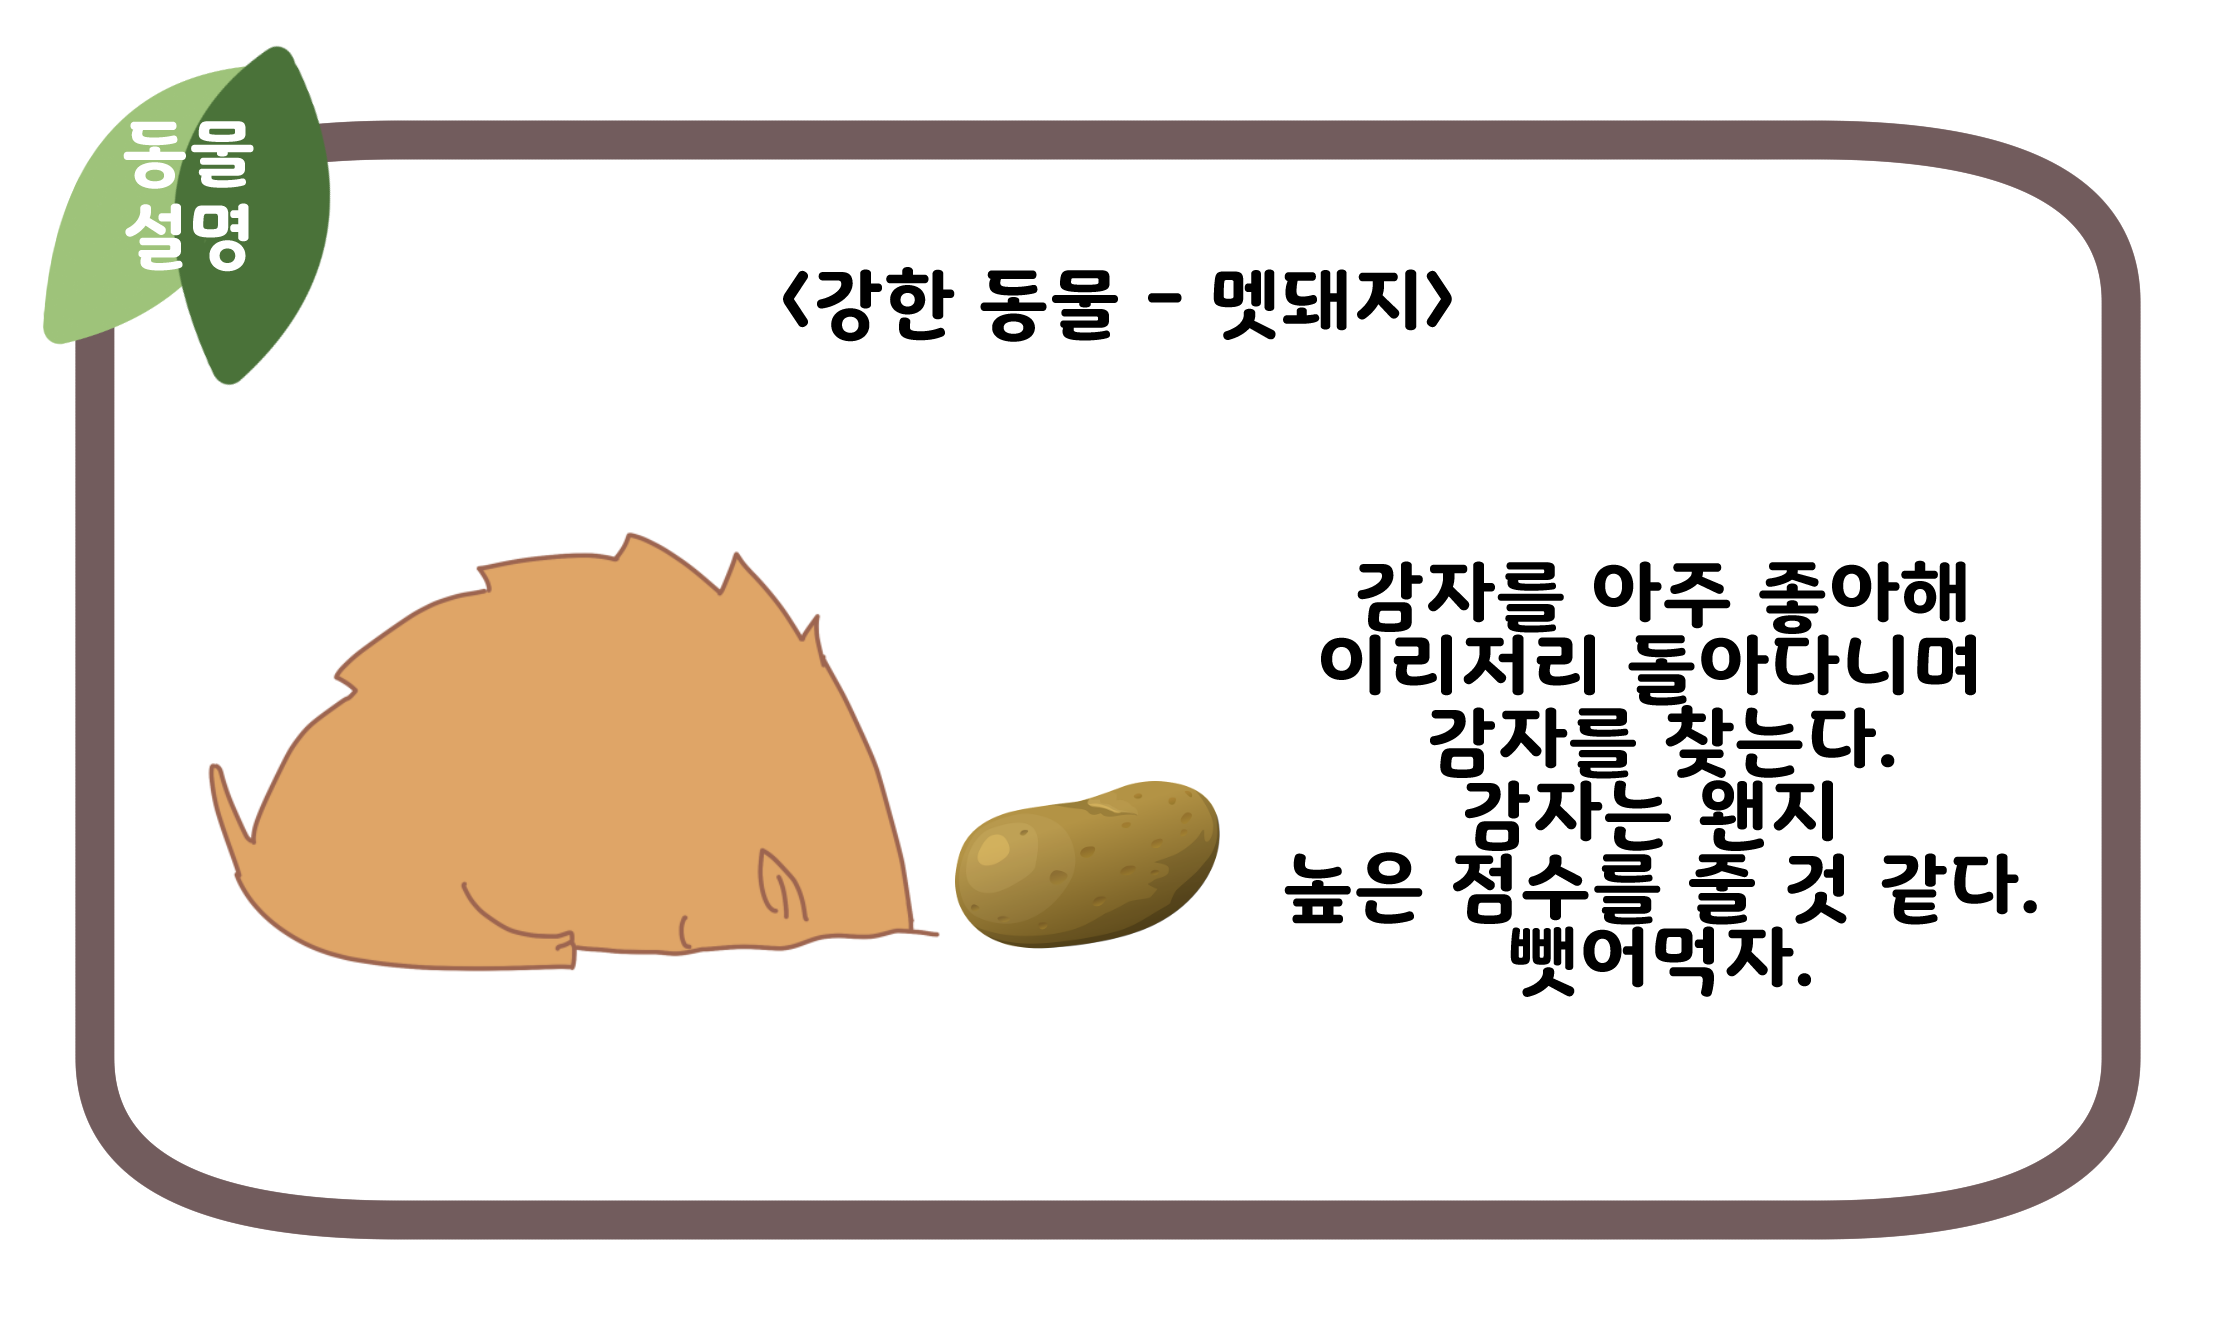 동물
설명
<강한 동물 - 멧돼지>
감자를 아주 좋아해
이리저리 돌아다니며
감자를 찾는다.
감자는 왠지
높은 점수를 줄 것 같다.
뺏어먹자.